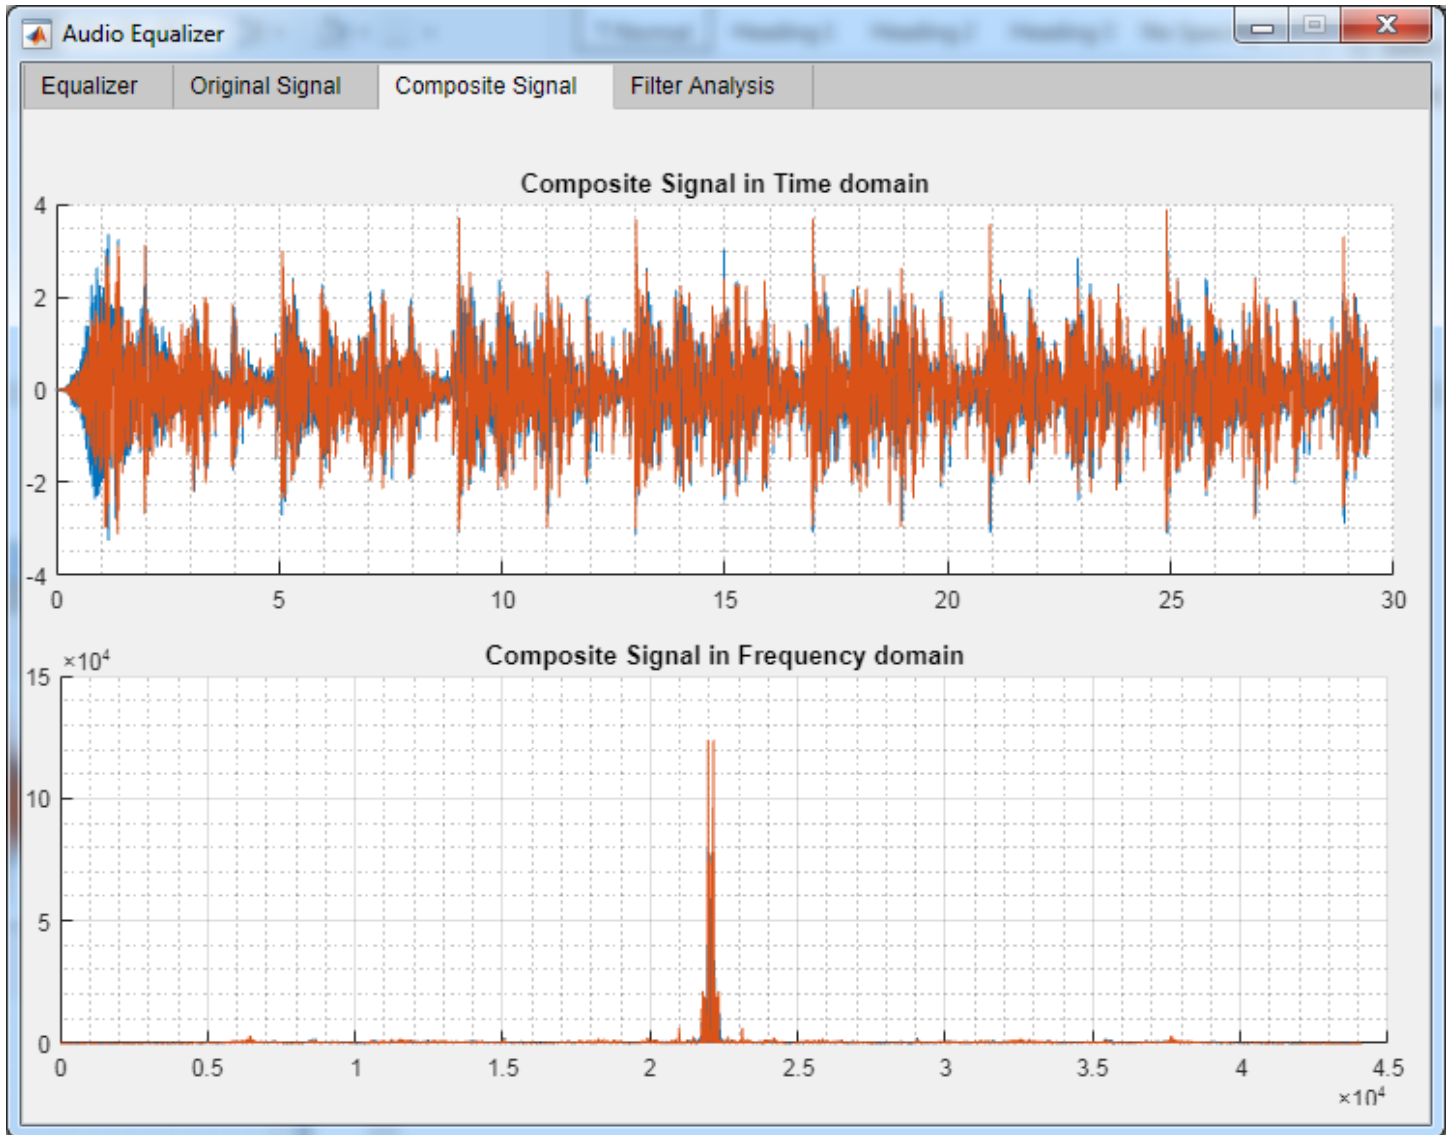 Audio Equalizer
Equalizer Original Signal Composite Signal Filter Analysis
Composite Signal in Time domain
4
2
0
-2
-4
0 5 10 15 20 25 30
Composite Signal in Frequency domain
×10⁴
15
10
5
0
0 0.5 1 1.5 2 2.5 3 3.5 4 4.5
×10⁴